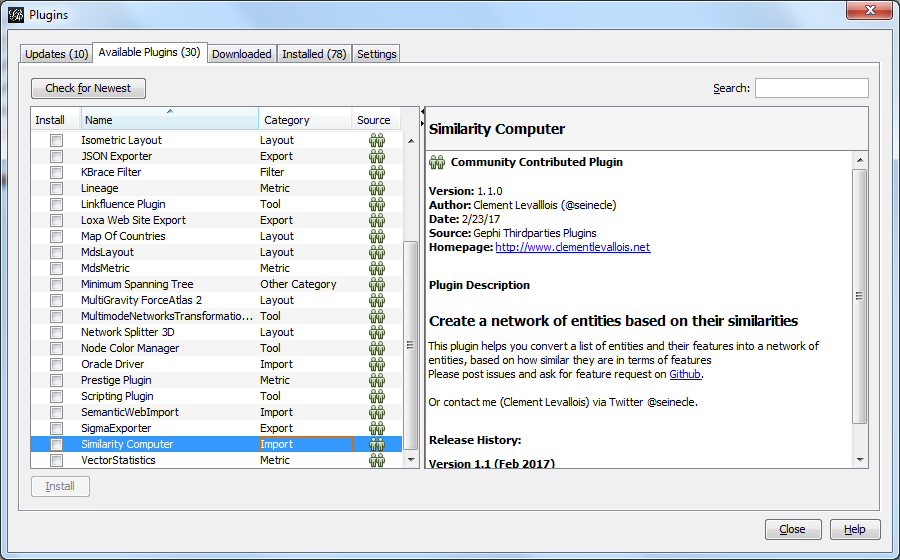 Plugins
Updates (10) Available Plugins (30) Downloaded Installed (78) Settings
Check for Newest
Search:
Install Name Category Source
Isometric Layout Layout
JSON Exporter Export
KBrace Filter Filter
Lineage Metric
Linkfluence Plugin Tool
Loxa Web Site Export Export
Map Of Countries Layout
MdsLayout Layout
MdsMetric Metric
Minimum Spanning Tree Other Category
MultiGravity ForceAtlas 2 Layout
MultimodeNetworksTransformatio... Tool
Network Splitter 3D Layout
Node Color Manager Tool
Oracle Driver Import
Prestige Plugin Metric
Scripting Plugin Tool
SemanticWebImport Import
SigmaExporter Export
Similarity Computer Import
VectorStatistics Metric
Similarity Computer
Community Contributed Plugin
Version: 1.1.0
Author: Clement Levalllois (@seinecle)
Date: 2/23/17
Source: Gephi Thirdparties Plugins
Homepage: http://www.clementlevallois.net
Plugin Description
Create a network of entities based on their similarities
This plugin helps you convert a list of entities and their features into a network of
entities, based on how similar they are in terms of features
Please post issues and ask for feature request on Github.
Or contact me (Clement Levallois) via Twitter @seinecle.
Release History:
Version 1.1 (Feb 2017)
Install
Close Help